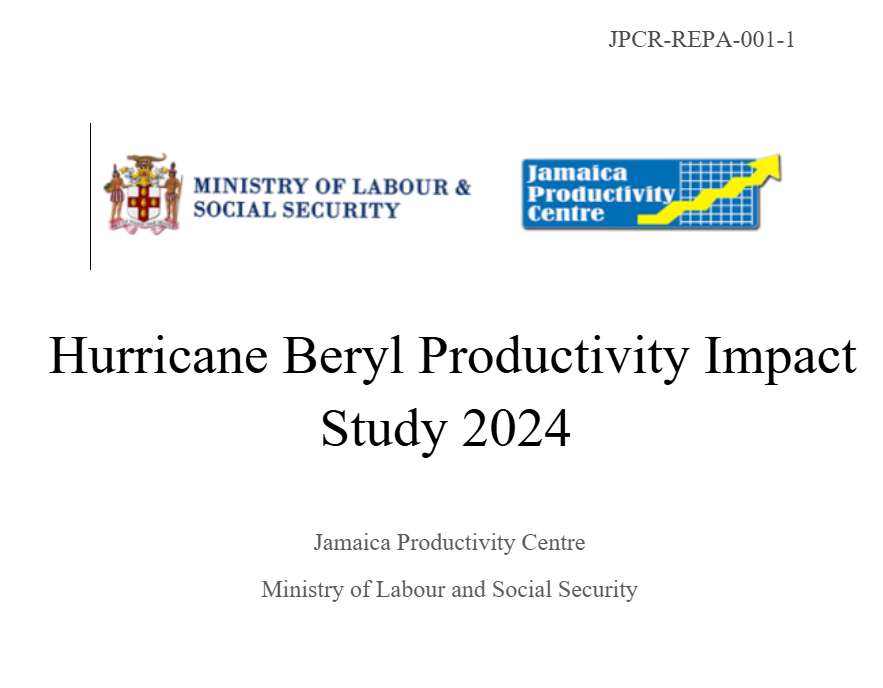 JPCR-REPA-001-1
MINISTRY OF LABOUR &
SOCIAL SECURITY
Jamaica
Productivity
Centre
Hurricane Beryl Productivity Impact
Study 2024
Jamaica Productivity Centre
Ministry of Labour and Social Security